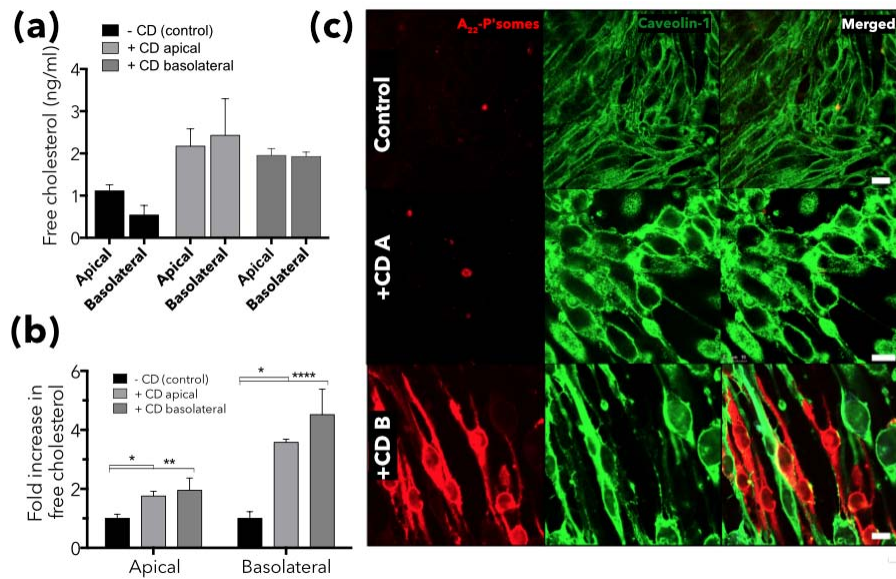 (a)
- CD (control)
+ CD apical
+ CD basolateral
Free cholesterol (ng/ml)
4
3
2
1
0
Apical
Basolateral
Apical
Basolateral
Apical
Basolateral
(b)
- CD (control)
+ CD apical
+ CD basolateral
Fold increase in
free cholesterol
6
4
2
0
*
**
*
****
Apical
Basolateral
(c)
A22-P'somes
Caveolin-1
Merged
Control
+CD A
+CD B